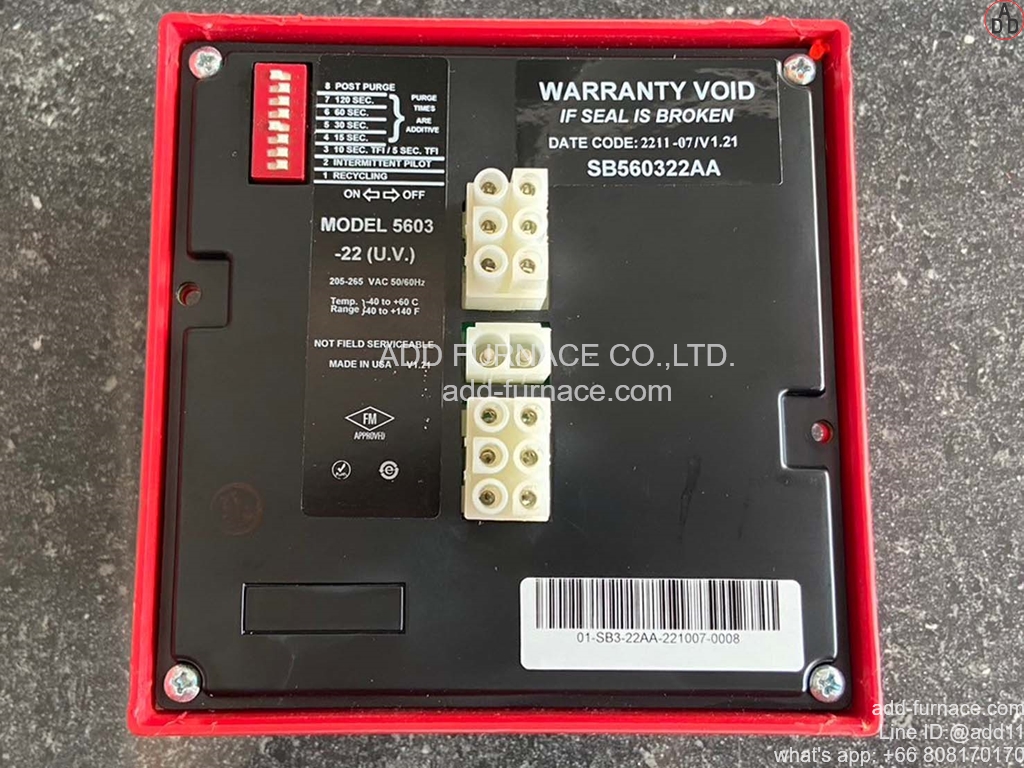 8 POST PURGE
7 120 SEC.
6 60 SEC.
5 30 SEC.
4 15 SEC.
PURGE
TIMES
ARE
ADDITIVE
3 10 SEC. TFI / 5 SEC. TFI
2 INTERMITTENT PILOT
1 RECYCLING
ON OFF
MODEL 5603
-22 (U.V.)
205-265 VAC 50/60Hz
Temp. -40 to +60 C
Range -40 to +140 F
NOT FIELD SERVICEABLE
MADE IN USA V1.21
FM
APPROVED
WARRANTY VOID
IF SEAL IS BROKEN
DATE CODE: 2211-07/V1.21
SB560322AA
ADD FURNACE CO.,LTD.
add-furnace.com
01-SB3-22AA-221007-0008
ADD
add-furnace.com
Line ID:@add11
what's app: +66 808170170